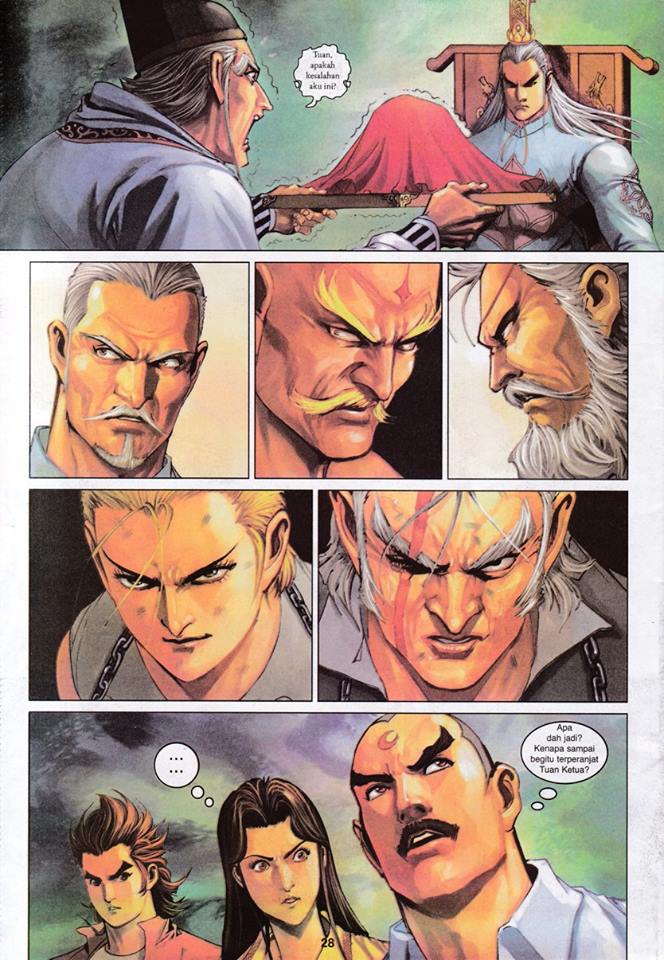 Tuan,
apakah
kesalahan
aku ini?
...
...
Apa
dah jadi?
Kenapa sampai
begitu terperanjat
Tuan Ketua?
28